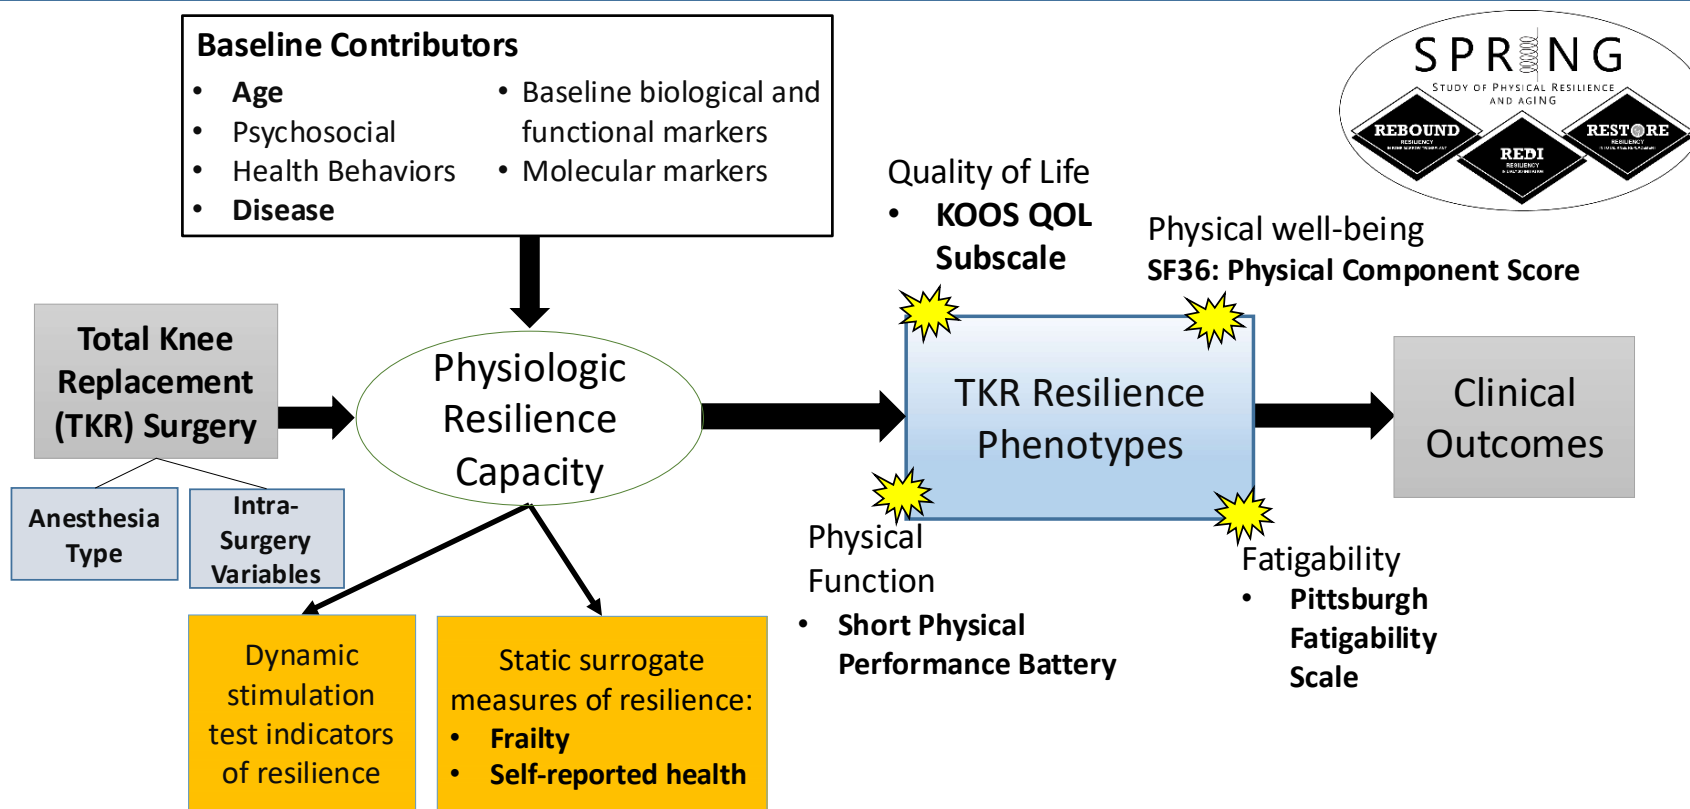 Baseline Contributors
• Age
• Psychosocial
• Health Behaviors
• Disease
• Baseline biological and
functional markers
• Molecular markers
SPRING
STUDY OF PHYSICAL RESILIENCE
AND AGING
REBOUND
RESILIENCY
REDI
RESILIENCY
RESTORE
RESILIENCY
Quality of Life
• KOOS QOL
Subscale
Physical well-being
SF36: Physical Component Score
Total Knee
Replacement
(TKR) Surgery
Anesthesia
Type
Intra-
Surgery
Variables
Physiologic
Resilience
Capacity
TKR Resilience
Phenotypes
Clinical
Outcomes
Physical
Function
• Short Physical
Performance Battery
Fatigability
• Pittsburgh
Fatigability
Scale
Dynamic
stimulation
test indicators
of resilience
Static surrogate
measures of resilience:
• Frailty
• Self-reported health